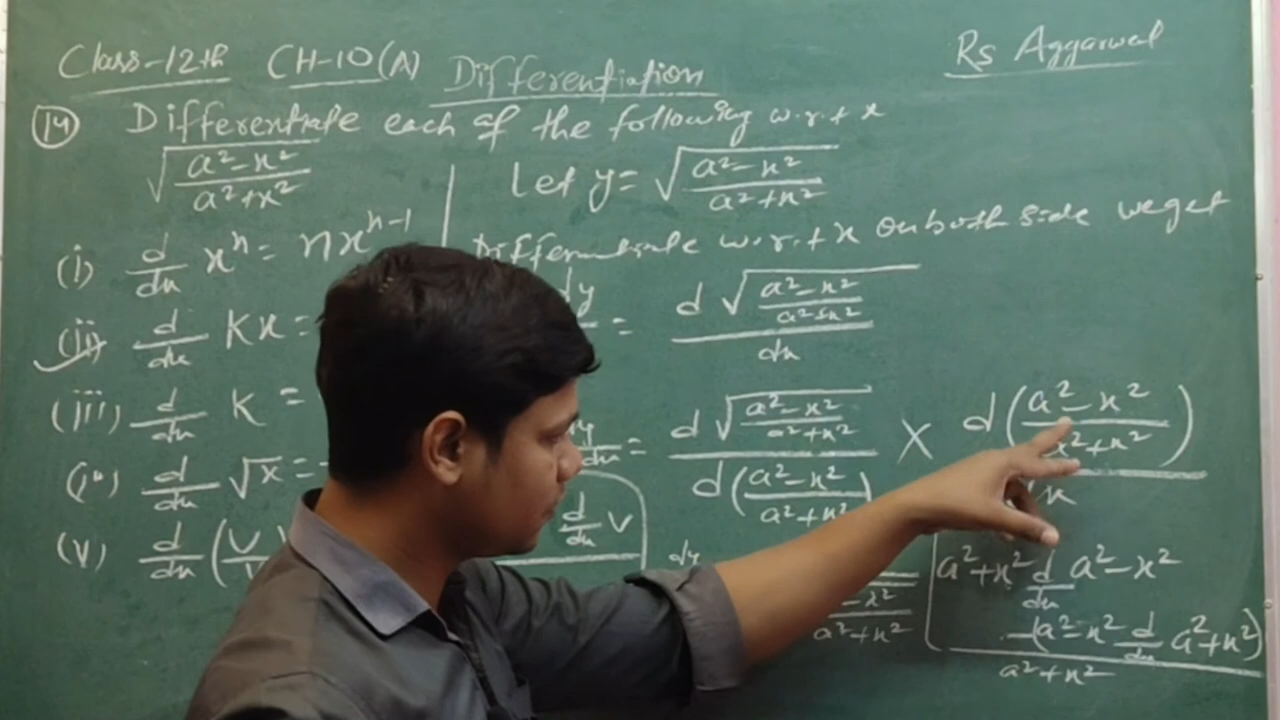 Class-12th CH-10(A) Differentiation Rs Aggarwal
(14) Differentiate each of the following w.r.t x
√((a²-x²)/(a²+x²)) | Let y = √((a²-x²)/(a²+x²))
(i) d/dx xⁿ = nxⁿ⁻¹
Differentiate w.r.t x on both side we get
(ii) d/dx Kx =
dy = d√((a²-x²)/(a²+x²))/dx
(iii) d/dx K =
dy/dx = d√((a²-x²)/(a²+x²))/d((a²-x²)/(a²+x²)) × d((a²-x²)/(x²+x²))/dx
(iv) d/dx √x =
(v) d/dx (U/V
d/dx V
dy
-x²/(a²+x²)
a²+x² d/dx a²-x²
-(a²-x² d/dx a²+x²)
a²+x²